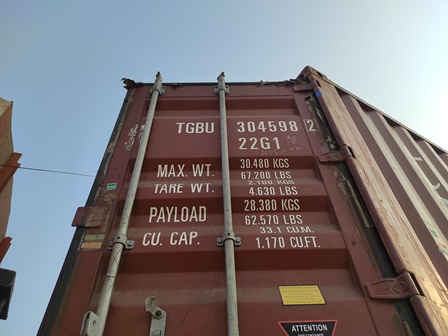 TGBU 304598 2
22G1
MAX. WT. 30.480 KGS
67.200 LBS
TARE WT. 2.100 KGS
4.630 LBS
PAYLOAD 28.380 KGS
62.570 LBS
CU. CAP. 33.1 CU.M.
1.170 CU.FT.
ATTENTION